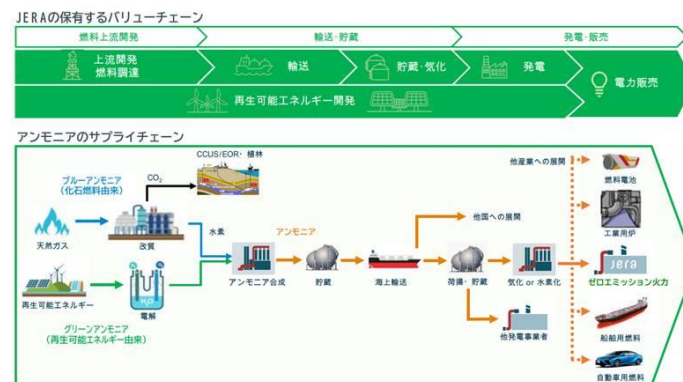 JERAの保有するバリューチェーン
燃料上流開発
輸送・貯蔵
発電・販売
上流開発
燃料調達
輸送
貯蔵・気化
発電
電力販売
再生可能エネルギー開発
アンモニアのサプライチェーン
CCUS/EOR・植林
CO₂
ブルーアンモニア
(化石燃料由来)
天然ガス
改質
水素
再生可能エネルギー
H₂O
電解
グリーンアンモニア
(再生可能エネルギー由来)
アンモニア合成
アンモニア
貯蔵
海上輸送
他国への展開
荷揚・貯蔵
気化 or 水素化
他発電事業者
他産業への展開
燃料電池
工業用炉
jera
ゼロエミッション火力
船舶用燃料
自動車用燃料